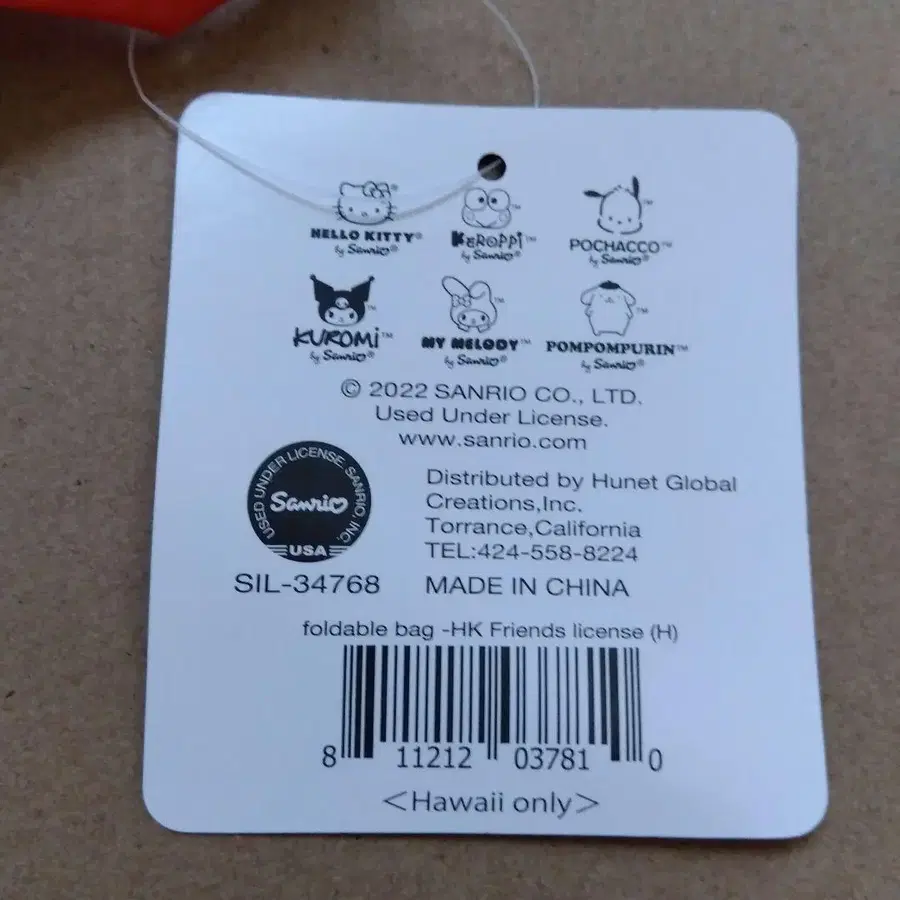 HELLO KITTY®
by Sanrio®
KEROPPi™
by Sanrio®
POCHACCO™
by Sanrio®
KUROMi™
by Sanrio®
MY MELODY™
by Sanrio®
POMPOMPURIN™
by Sanrio®
© 2022 SANRIO CO., LTD.
Used Under License.
www.sanrio.com
USED UNDER LICENSE. SANRIO, INC.
Sanrio
USA
SIL-34768
Distributed by Hunet Global
Creations,Inc.
Torrance,California
TEL:424-558-8224
MADE IN CHINA
foldable bag -HK Friends license (H)
8 11212 03781 0
<Hawaii only>